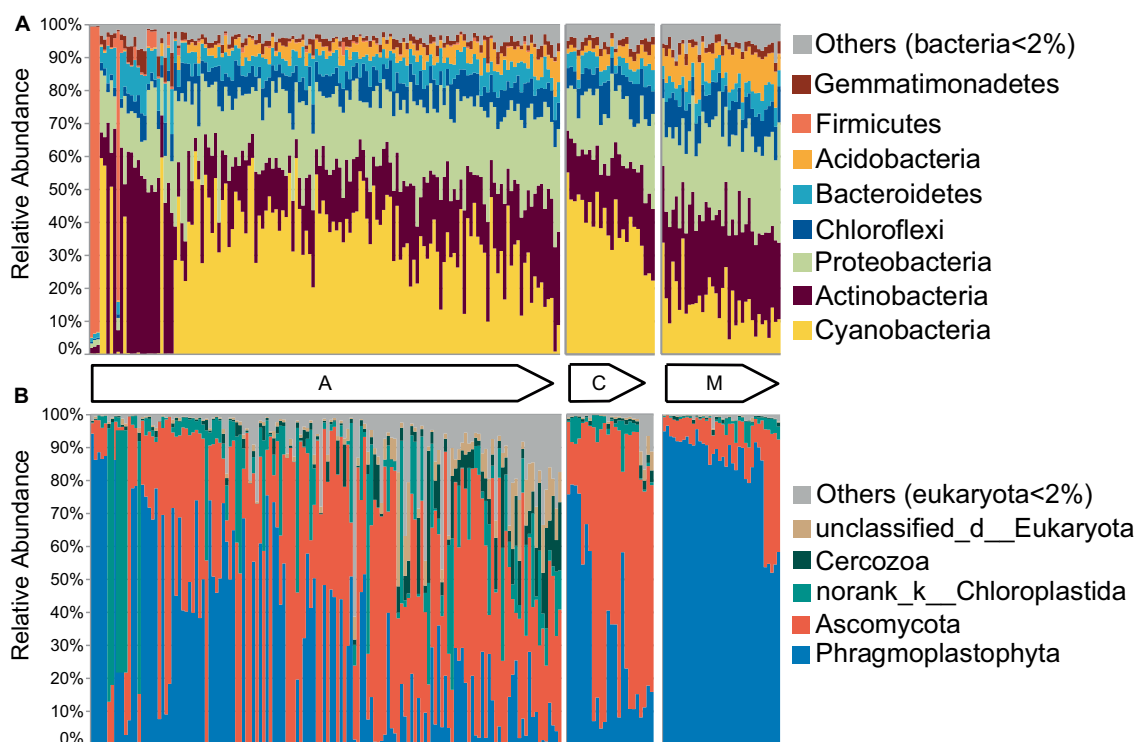 A
Relative Abundance
100%
90%
80%
70%
60%
50%
40%
30%
20%
10%
0%
Others (bacteria<2%)
Gemmatimonadetes
Firmicutes
Acidobacteria
Bacteroidetes
Chloroflexi
Proteobacteria
Actinobacteria
Cyanobacteria
A
C
M
B
Relative Abundance
100%
90%
80%
70%
60%
50%
40%
30%
20%
10%
0%
Others (eukaryota<2%)
unclassified_d__Eukaryota
Cercozoa
norank_k__Chloroplastida
Ascomycota
Phragmoplastophyta